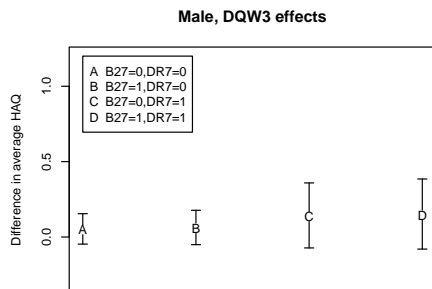 Male, DQW3 effects
Difference in average HAQ
1.0
0.5
0.0
A B27=0,DR7=0
B B27=1,DR7=0
C B27=0,DR7=1
D B27=1,DR7=1
A
B
C
D